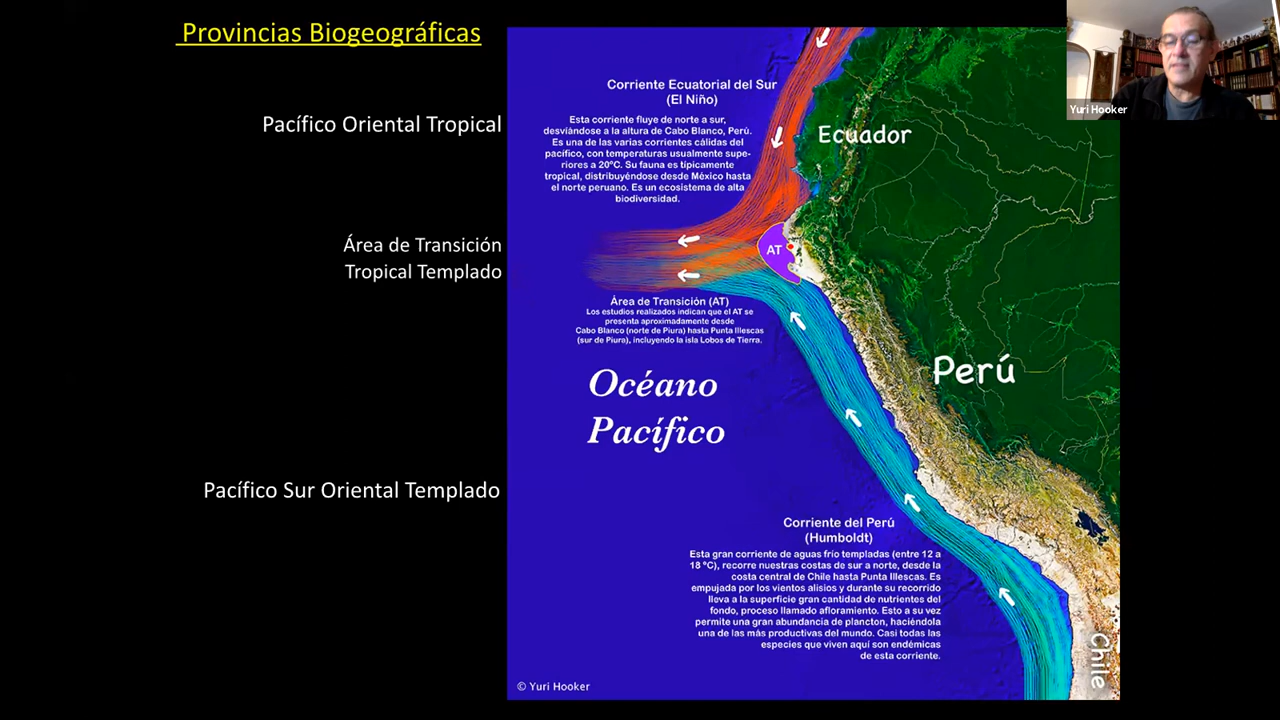 Provincias Biogeográficas
Pacífico Oriental Tropical
Área de Transición
Tropical Templado
Pacífico Sur Oriental Templado
Corriente Ecuatorial del Sur
(El Niño)
Esta corriente fluye de norte a sur,
desviándose a la altura de Cabo Blanco, Perú.
Es una de las varias corrientes cálidas del
pacífico, con temperaturas usualmente supe-
riores a 20ºC. Su fauna es típicamente
tropical, distribuyéndose desde México hasta
el norte peruano. Es un ecosistema de alta
biodiversidad.
Ecuador
Yuri Hooker
AT
Área de Transición (AT)
Los estudios realizados indican que el AT se
presenta aproximadamente desde
Cabo Blanco (norte de Piura) hasta Punta Illescas
(sur de Piura), incluyendo la isla Lobos de Tierra.
Océano
Pacífico
Perú
Corriente del Perú
(Humboldt)
Esta gran corriente de aguas frío templadas (entre 12 a
18 ºC), recorre nuestras costas de sur a norte, desde la
costa central de Chile hasta Punta Illescas. Es
empujada por los vientos alisios y durante su recorrido
lleva a la superficie gran cantidad de nutrientes del
fondo, proceso llamado afloramiento. Esto a su vez
permite una gran abundancia de plancton, haciéndola
una de las más productivas del mundo. Casi todas las
especies que viven aquí son endémicas
de esta corriente.
Chile
© Yuri Hooker